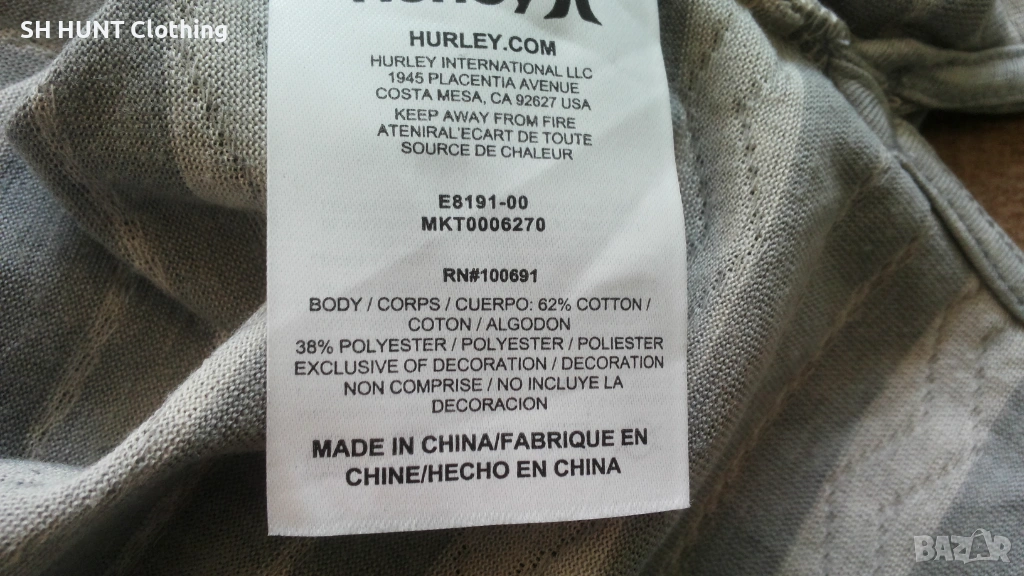 SH HUNT Clothing
Hurley
HURLEY.COM
HURLEY INTERNATIONAL LLC
1945 PLACENTIA AVENUE
COSTA MESA, CA 92627 USA
KEEP AWAY FROM FIRE
ATENIRAL'ECART DE TOUTE
SOURCE DE CHALEUR
E8191-00
MKT0006270
RN#100691
BODY / CORPS / CUERPO: 62% COTTON /
COTON / ALGODON
38% POLYESTER / POLYESTER / POLIESTER
EXCLUSIVE OF DECORATION / DECORATION
NON COMPRISE / NO INCLUYE LA
DECORACION
MADE IN CHINA/FABRIQUE EN
CHINE/HECHO EN CHINA
BAZAR